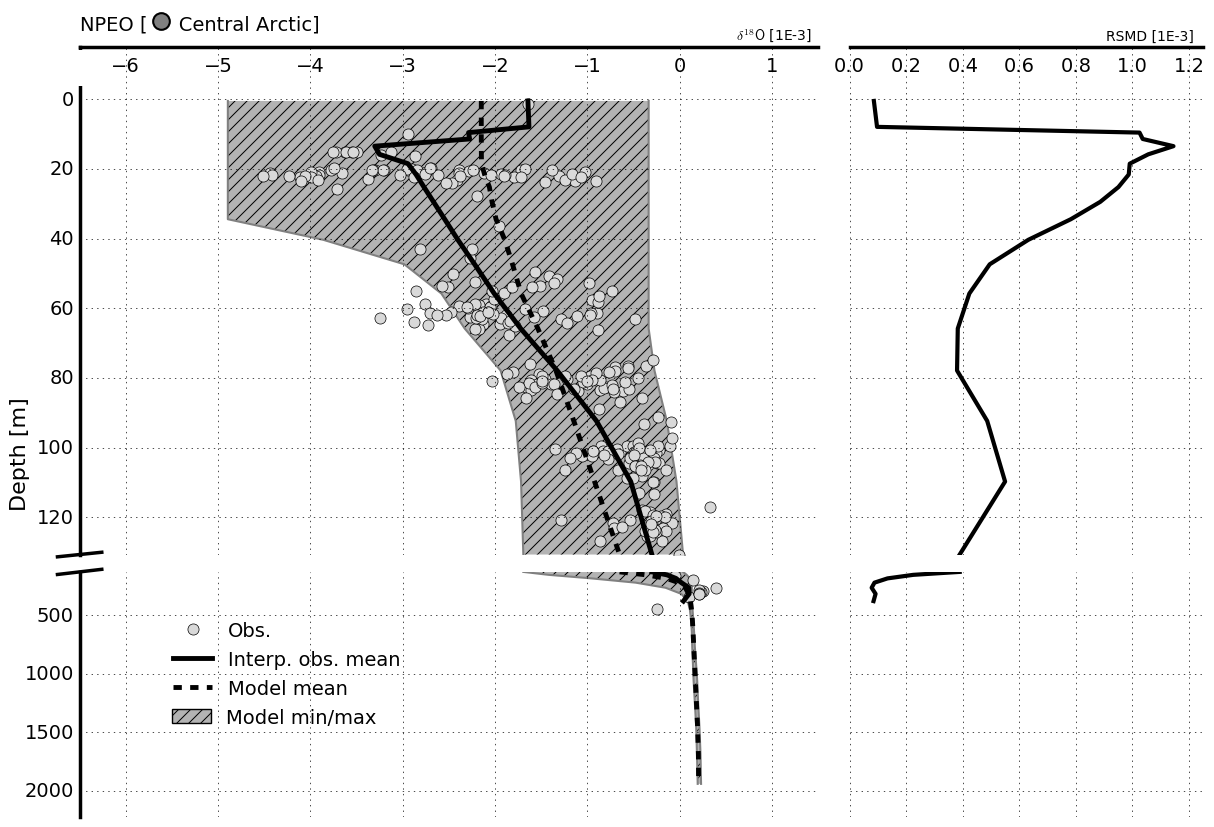 NPEO [ Central Arctic]
δ¹⁸O [1E-3]
RSMD [1E-3]
−6 −5 −4 −3 −2 −1 0 1
0.0 0.2 0.4 0.6 0.8 1.0 1.2
0
20
40
60
80
100
120
500
1000
1500
2000
Depth [m]
Obs.
Interp. obs. mean
Model mean
Model min/max